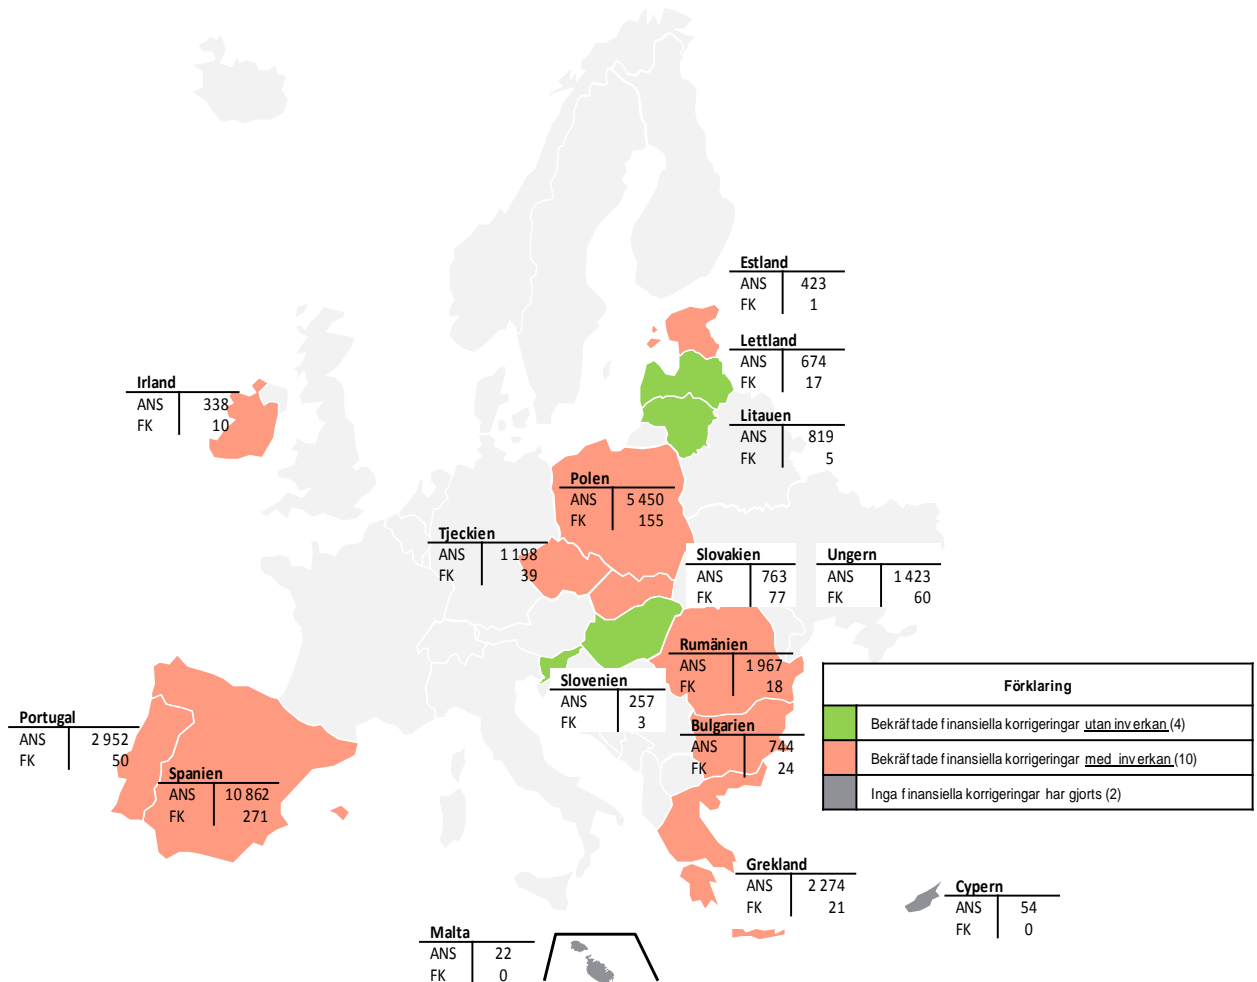 Estland
ANS 423
FK 1
Lettland
ANS 674
FK 17
Irland
ANS 338
FK 10
Litauen
ANS 819
FK 5
Polen
ANS 5 450
FK 155
Tjeckien
ANS 1 198
FK 39
Slovakien
ANS 763
FK 77
Ungern
ANS 1 423
FK 60
Rumänien
ANS 1 967
FK 18
Slovenien
ANS 257
FK 3
Förklaring
Bekräftade finansiella korrigeringar utan inverkan (4)
Bekräftade finansiella korrigeringar med inverkan (10)
Inga finansiella korrigeringar har gjorts (2)
Portugal
ANS 2 952
FK 50
Bulgarien
ANS 744
FK 24
Spanien
ANS 10 862
FK 271
Grekland
ANS 2 274
FK 21
Cypern
ANS 54
FK 0
Malta
ANS 22
FK 0